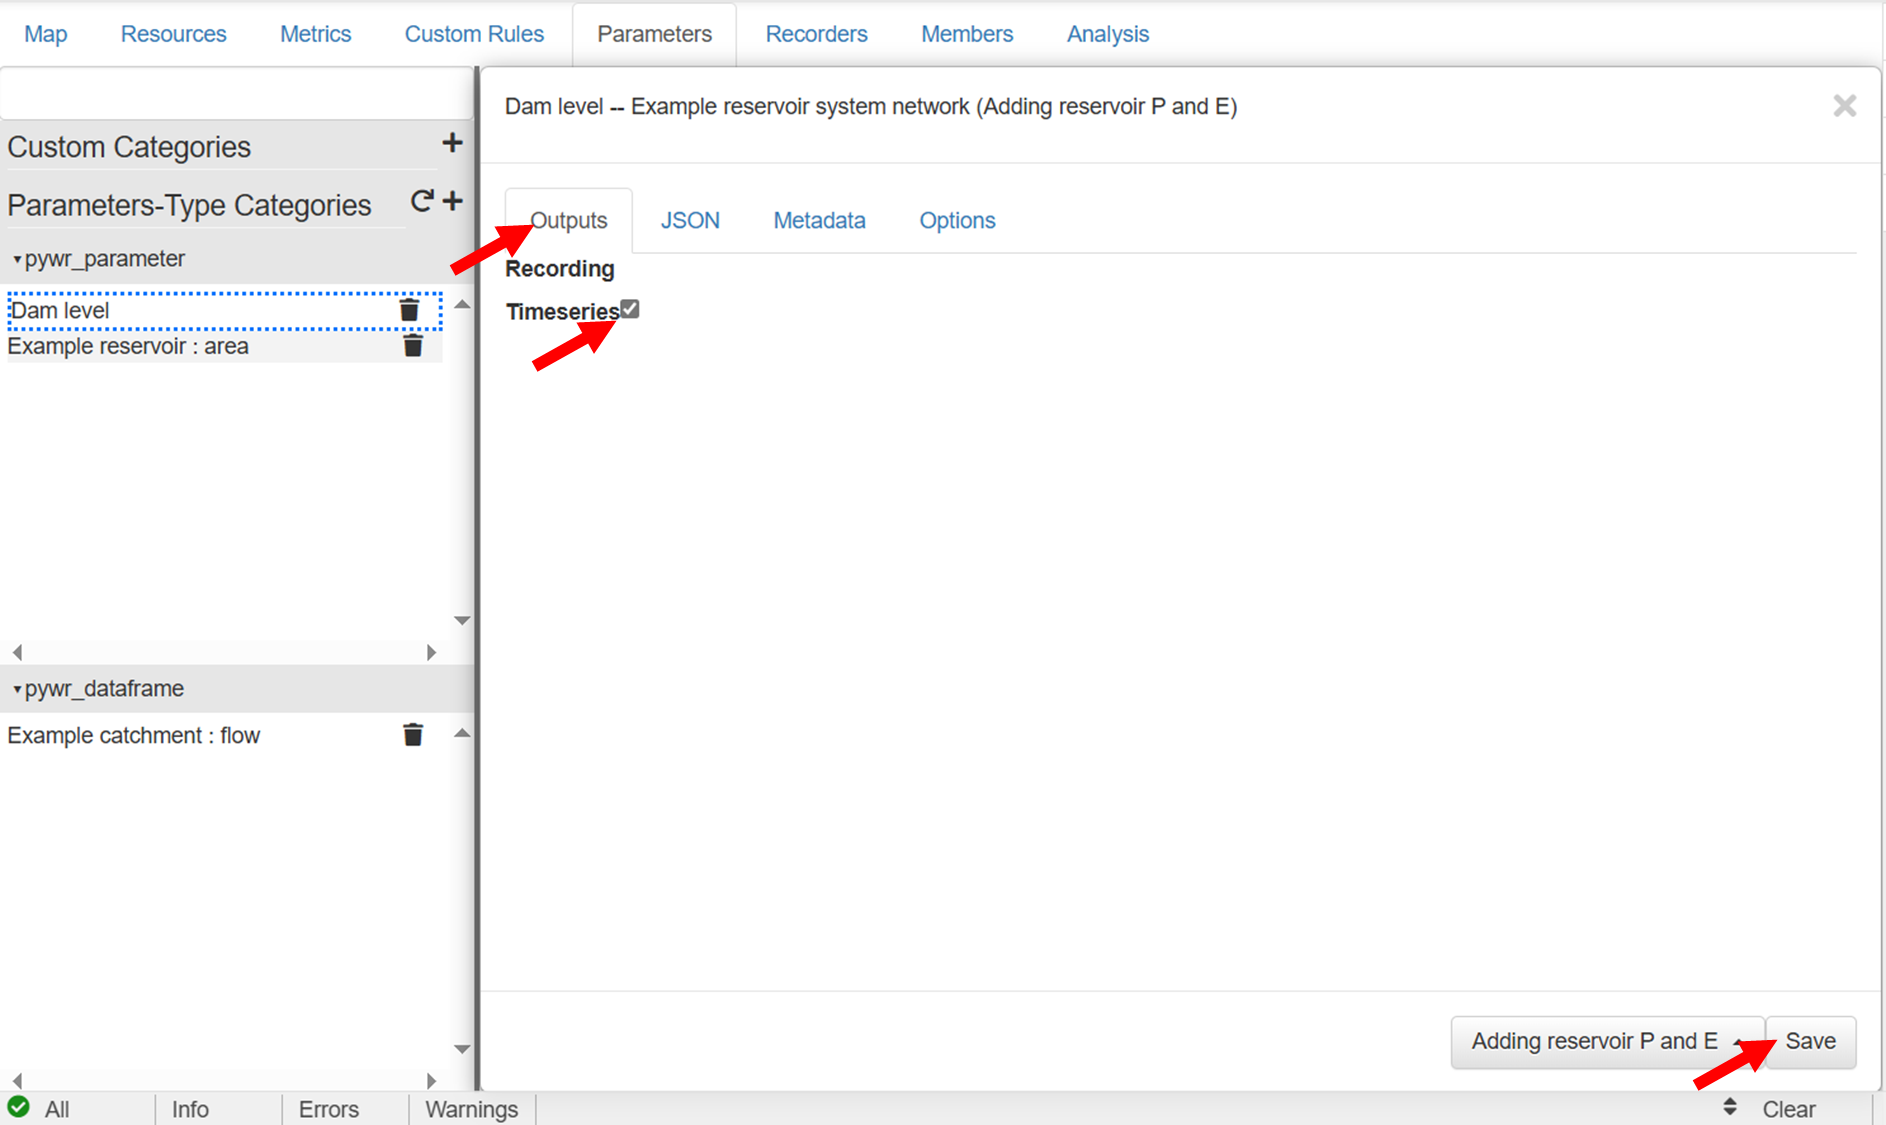 Map Resources Metrics Custom Rules Parameters Recorders Members Analysis
Custom Categories
Parameters-Type Categories
pywr_parameter
Dam level
Example reservoir : area
pywr_dataframe
Example catchment : flow
Dam level -- Example reservoir system network (Adding reservoir P and E)
Outputs JSON Metadata Options
Recording
Timeseries
Adding reservoir P and E Save
All Info Errors Warnings Clear